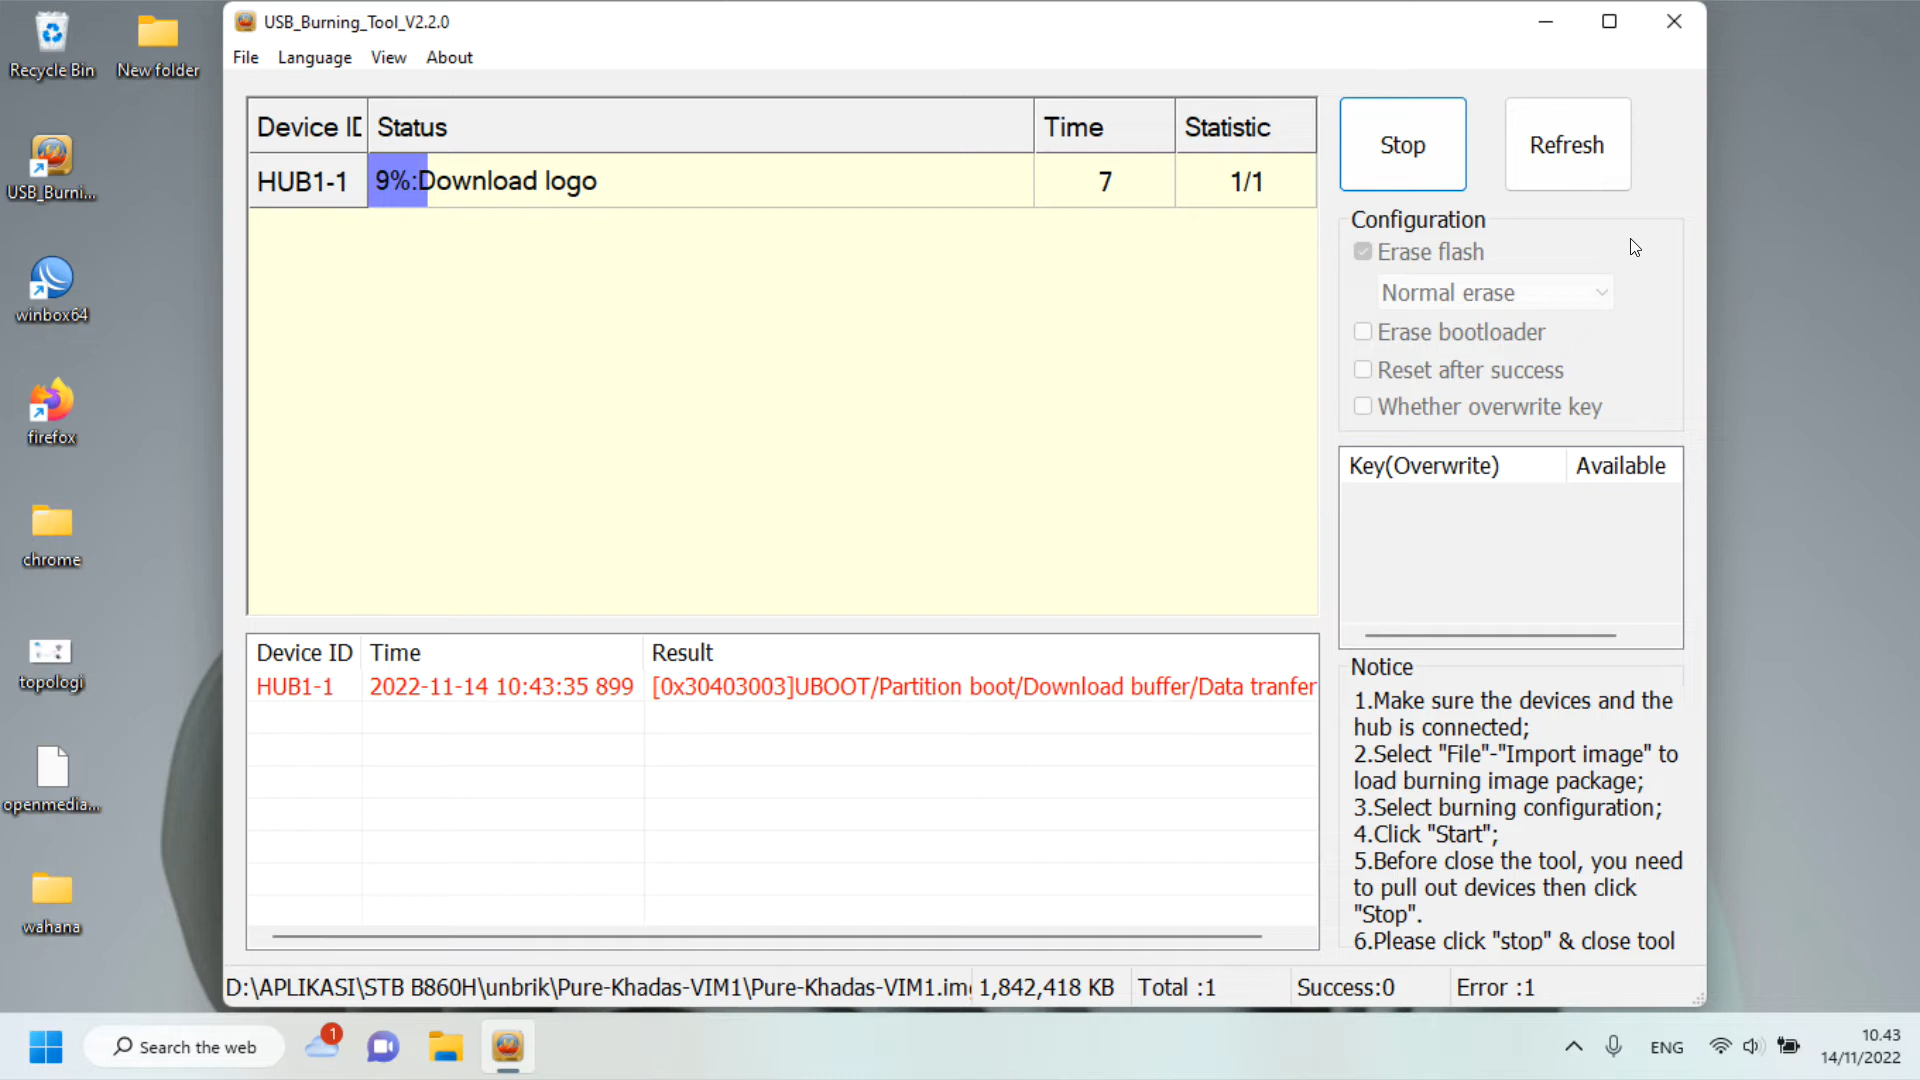 Recycle Bin
New folder
USB_Burni...
winbox64
firefox
chrome
topologi
openmedia...
wahana
USB_Burning_Tool_V2.2.0
File Language View About
Device ID Status Time Statistic
HUB1-1 9%:Download logo 7 1/1
Stop Refresh
Configuration
Erase flash
Normal erase
Erase bootloader
Reset after success
Whether overwrite key
Key(Overwrite) Available
Device ID Time Result
HUB1-1 2022-11-14 10:43:35 899 [0x30403003]UBOOT/Partition boot/Download buffer/Data tranfer
Notice
1.Make sure the devices and the
hub is connected;
2.Select "File"-"Import image" to
load burning image package;
3.Select burning configuration;
4.Click "Start";
5.Before close the tool, you need
to pull out devices then click
"Stop".
6.Please click "stop" & close tool
D:\APLIKASI\STB B860H\unbrik\Pure-Khadas-VIM1\Pure-Khadas-VIM1.img 1,842,418 KB Total :1 Success:0 Error :1
1
Search the web
ENG
10.43
14/11/2022